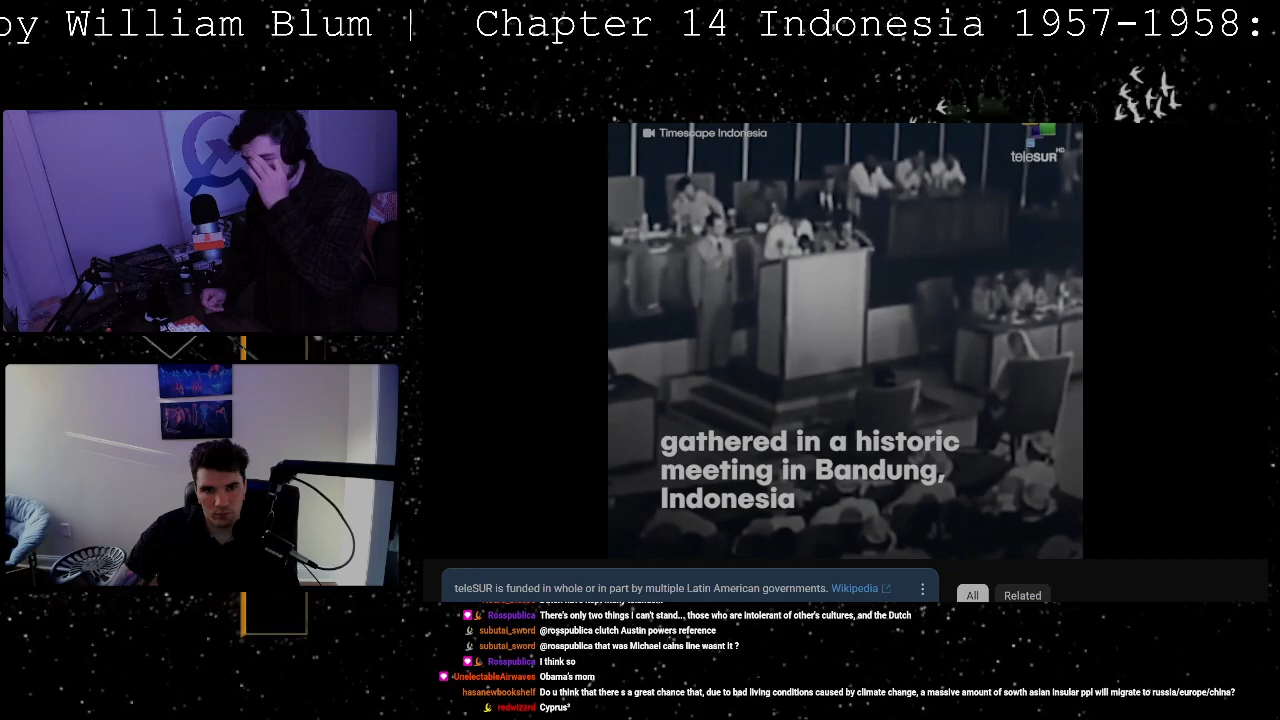 by William Blum | Chapter 14 Indonesia 1957-1958:
Timescape Indonesia
teleSUR HD
gathered in a historic
meeting in Bandung,
Indonesia
teleSUR is funded in whole or in part by multiple Latin American governments. Wikipedia
All Related
Rosspublica There's only two things I can't stand... those who are intolerant of other's cultures, and the Dutch
subutai_sword @rosspublica clutch Austin powers reference
subutai_sword @rosspublica that was Michael cains line wasnt it ?
Rosspublica I think so
UnelectableAirwaves Obama's mom
hasanewbookshelf Do u think that there s a great chance that, due to bad living conditions caused by climate change, a massive amount of sowth asian insular ppl will migrate to russia/europe/china?
redwizzrd Cyprus²